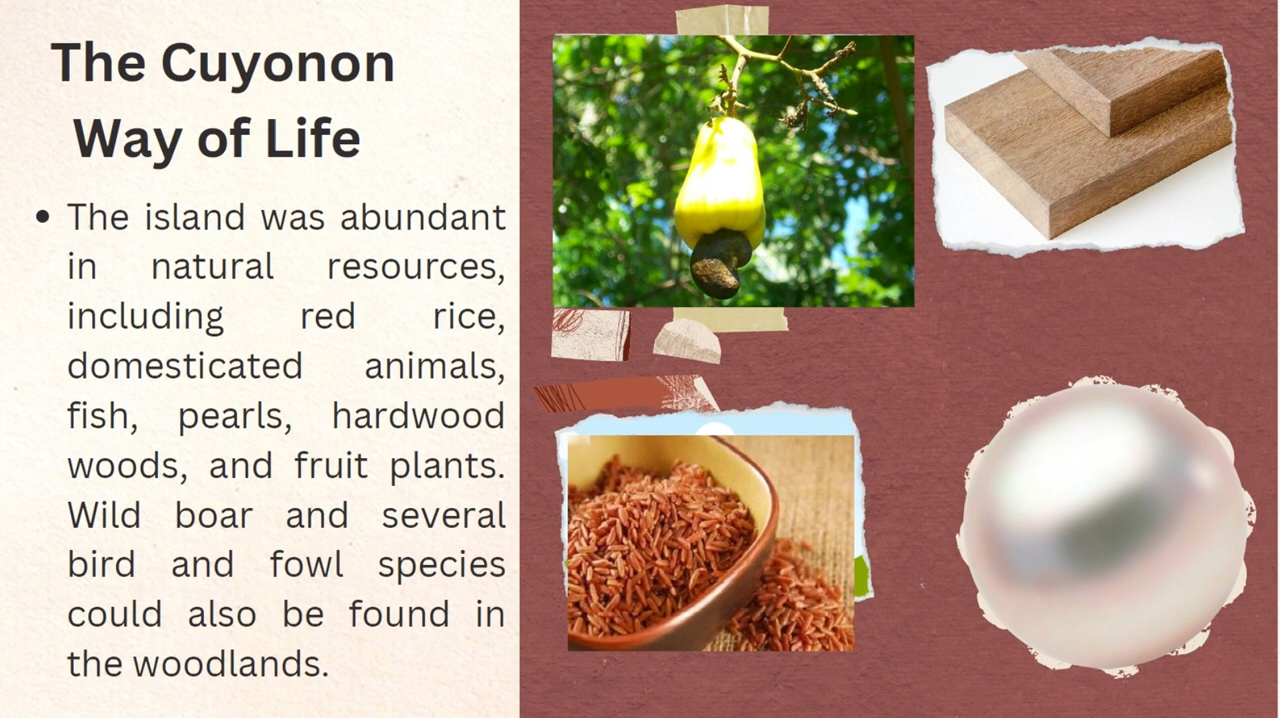 The Cuyonon
Way of Life
• The island was abundant
in natural resources,
including red rice,
domesticated animals,
fish, pearls, hardwood
woods, and fruit plants.
Wild boar and several
bird and fowl species
could also be found in
the woodlands.